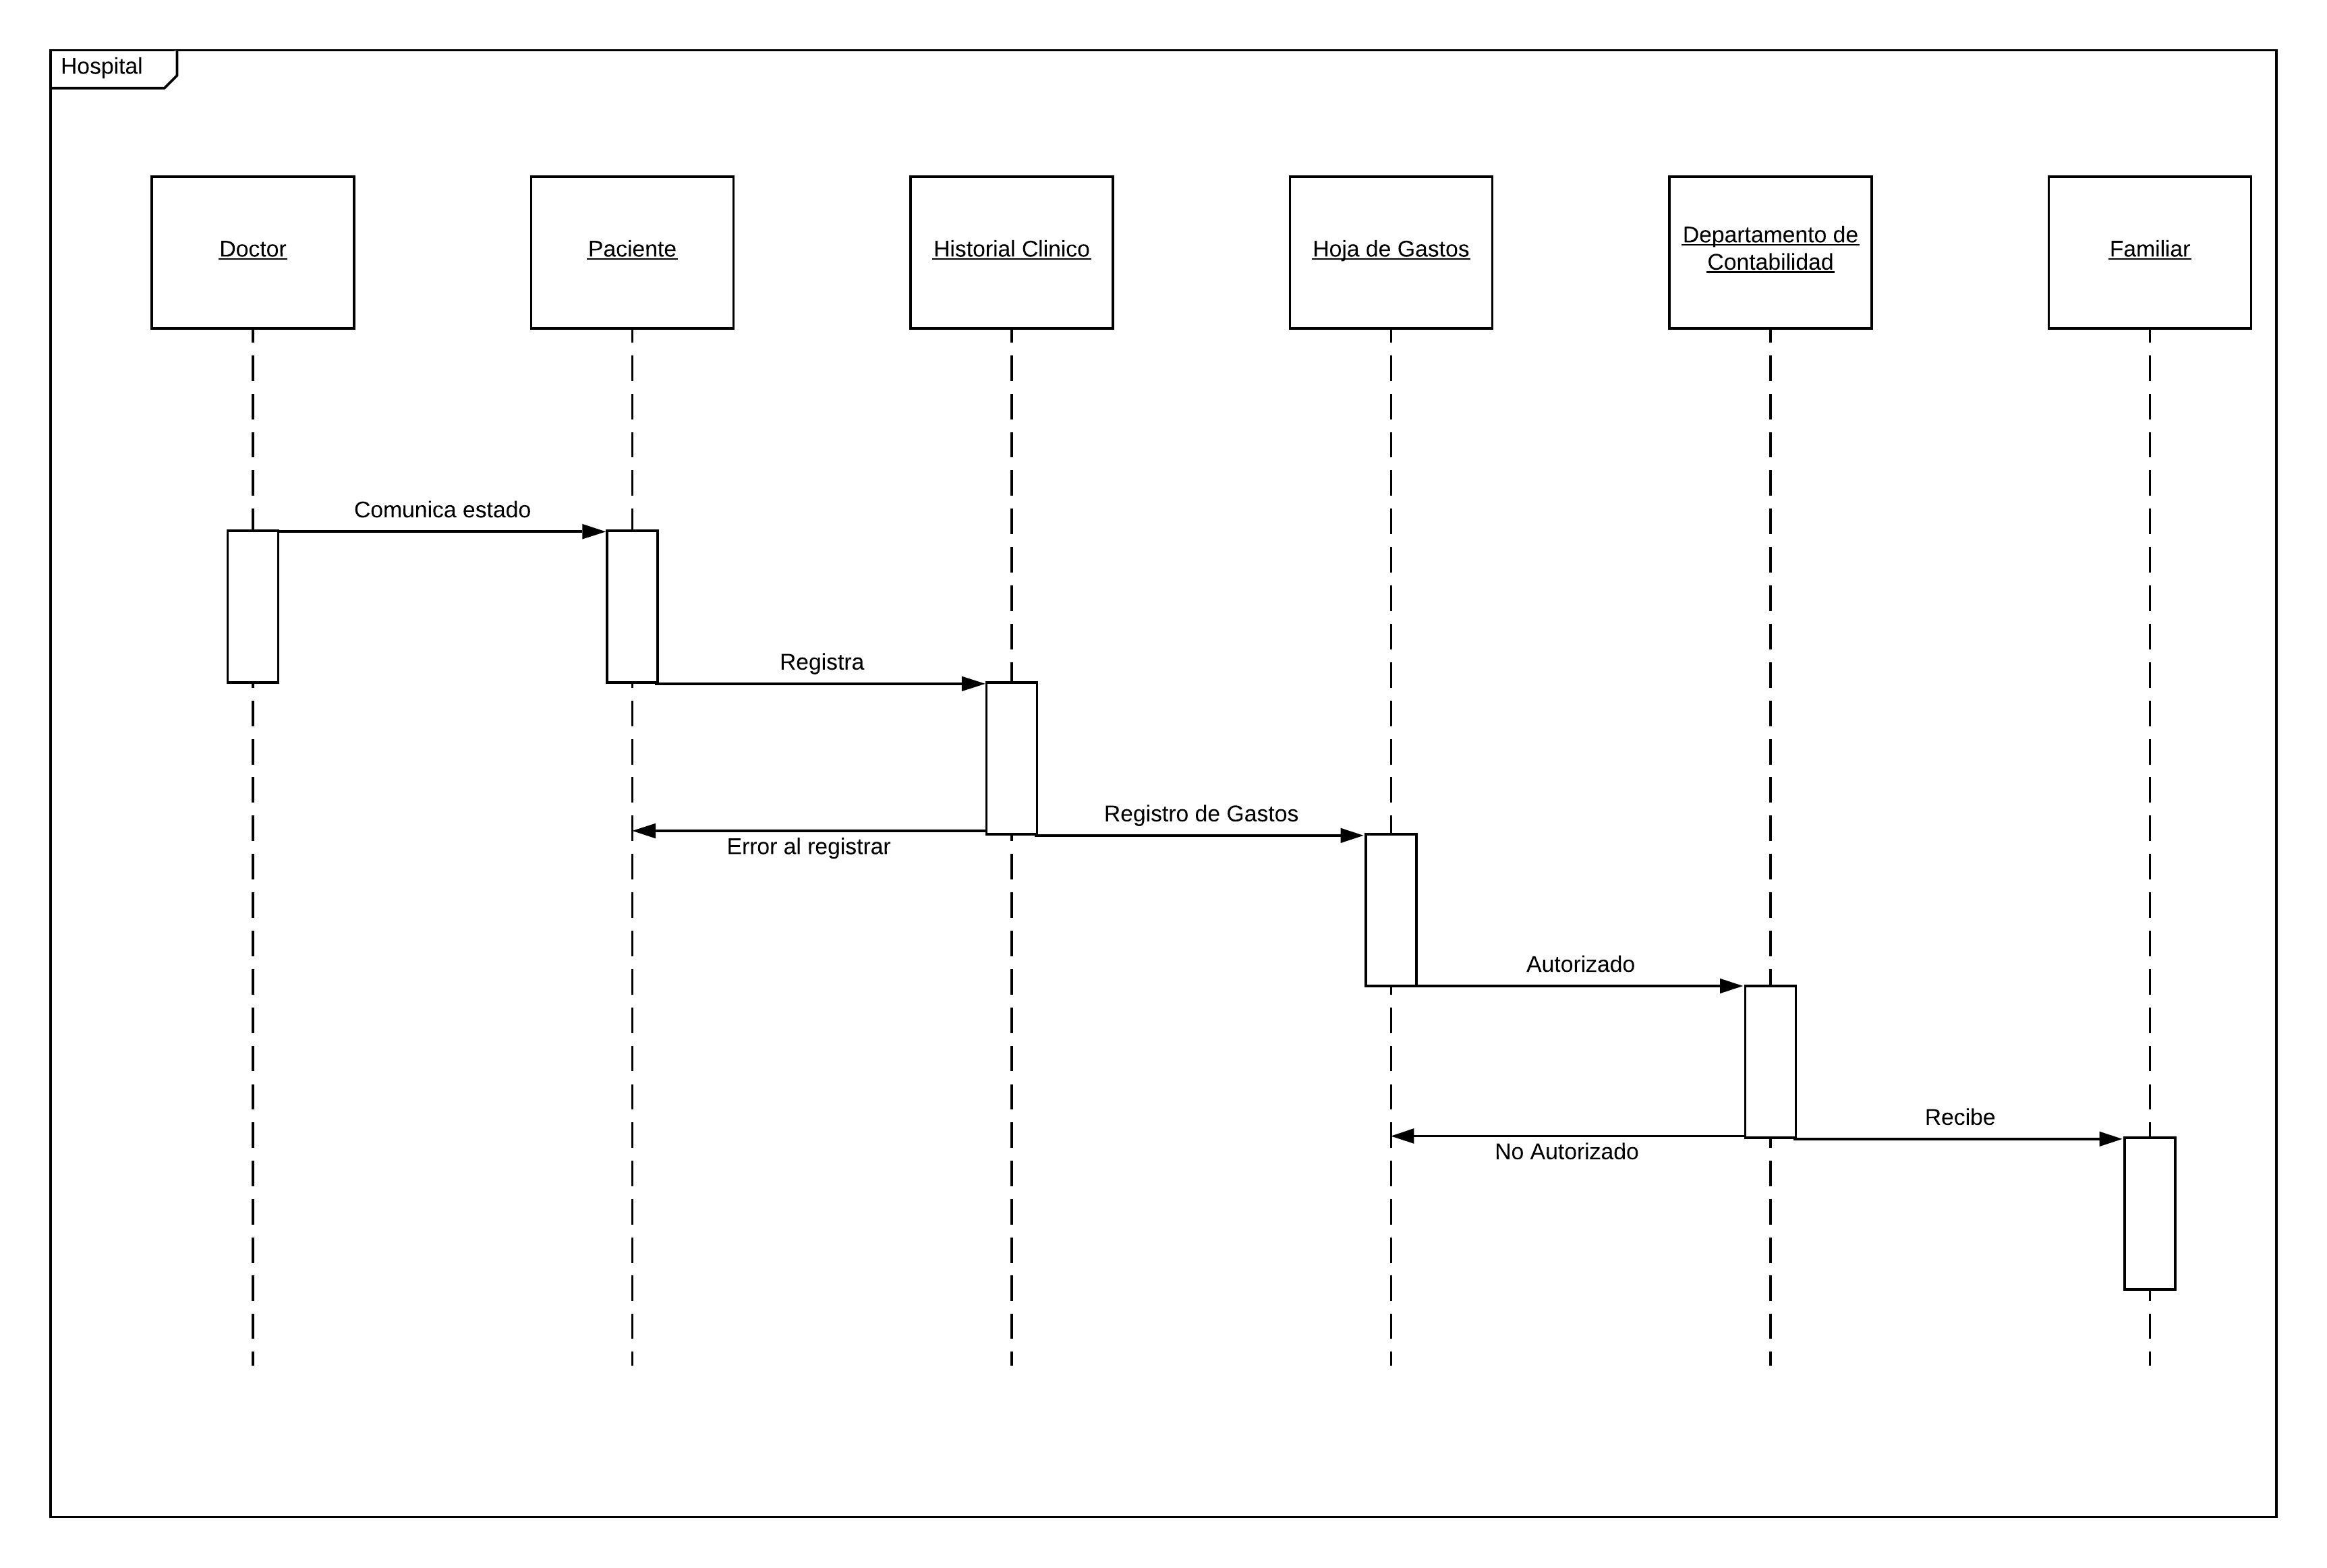 Hospital
Doctor
Paciente
Historial Clinico
Hoja de Gastos
Departamento de
Contabilidad
Familiar
Comunica estado
Registra
Registro de Gastos
Error al registrar
Autorizado
Recibe
No Autorizado